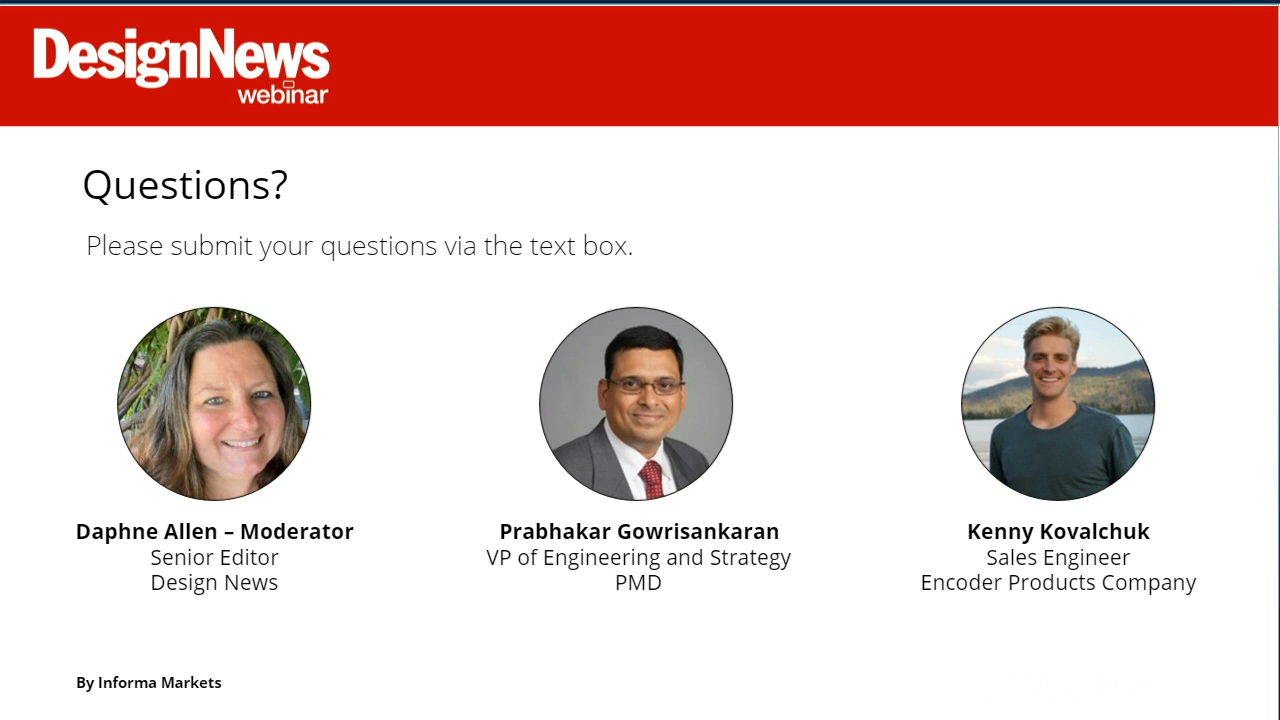 DesignNews
webinar
Questions?
Please submit your questions via the text box.
Daphne Allen – Moderator
Senior Editor
Design News
Prabhakar Gowrisankaran
VP of Engineering and Strategy
PMD
Kenny Kovalchuk
Sales Engineer
Encoder Products Company
By Informa Markets